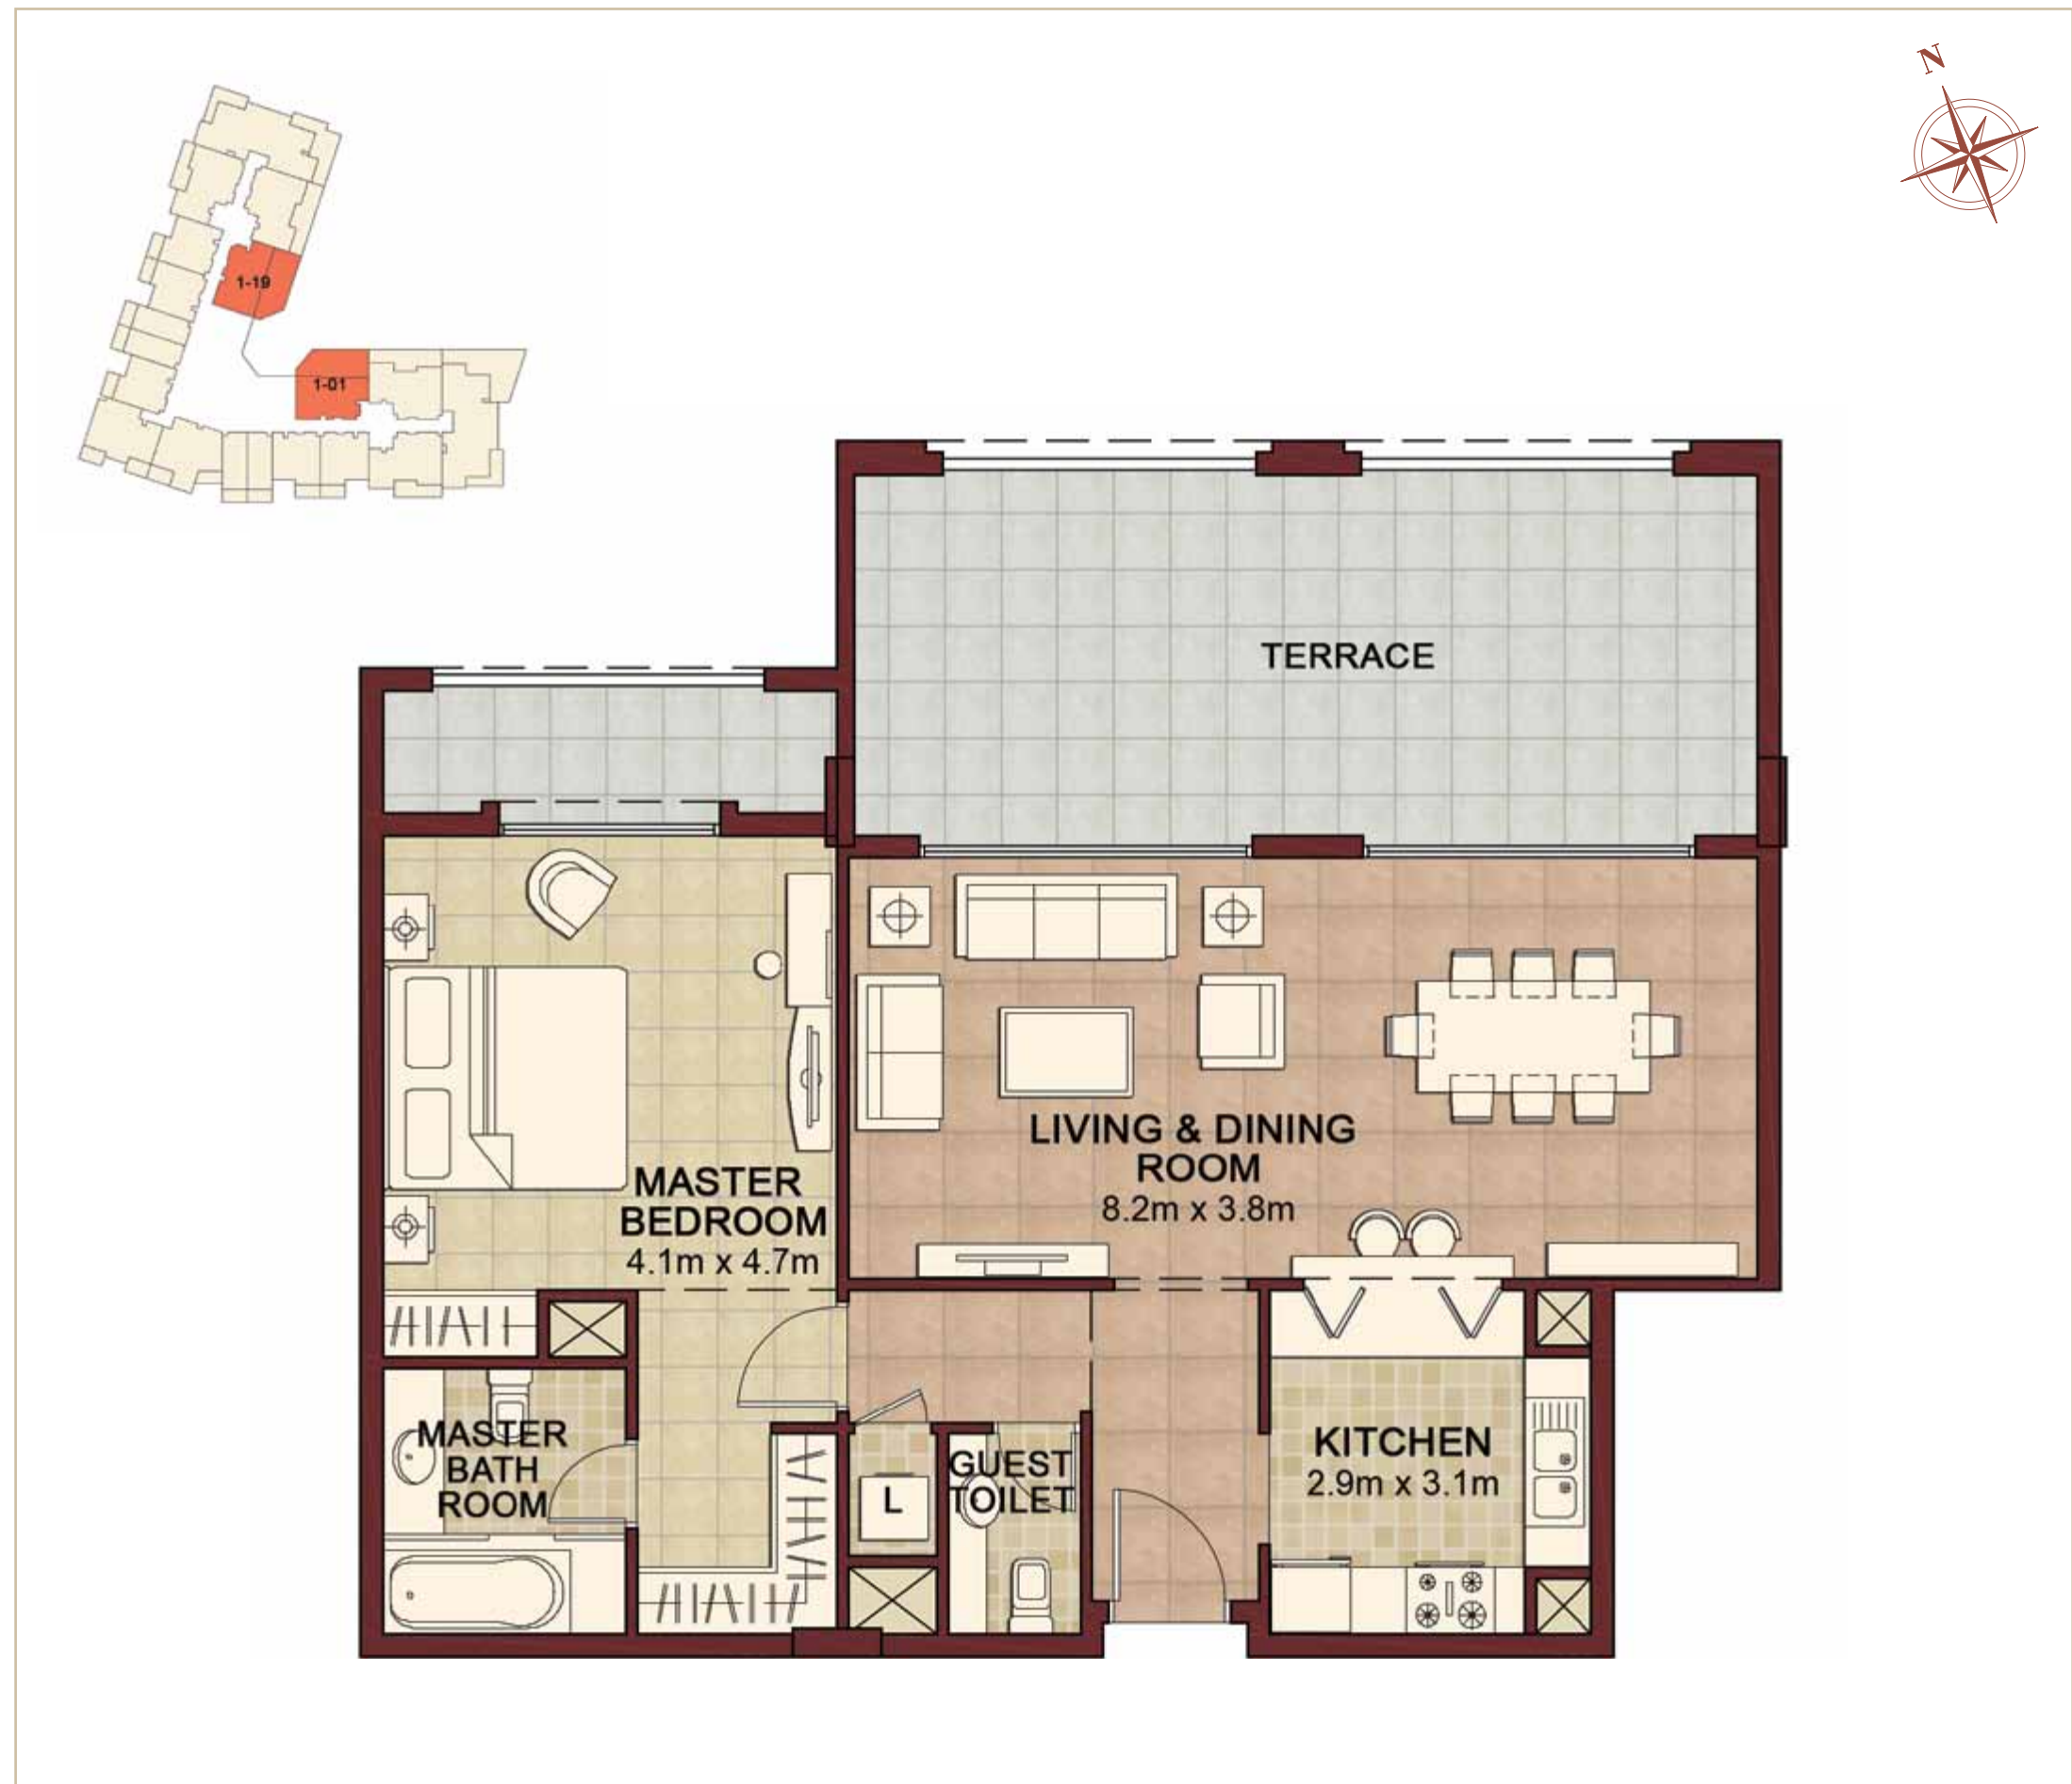 N
1-19
1-01
TERRACE
LIVING & DINING
ROOM
8.2m x 3.8m
MASTER
BEDROOM
4.1m x 4.7m
MASTER
BATH
ROOM
L
GUEST
TOILET
KITCHEN
2.9m x 3.1m